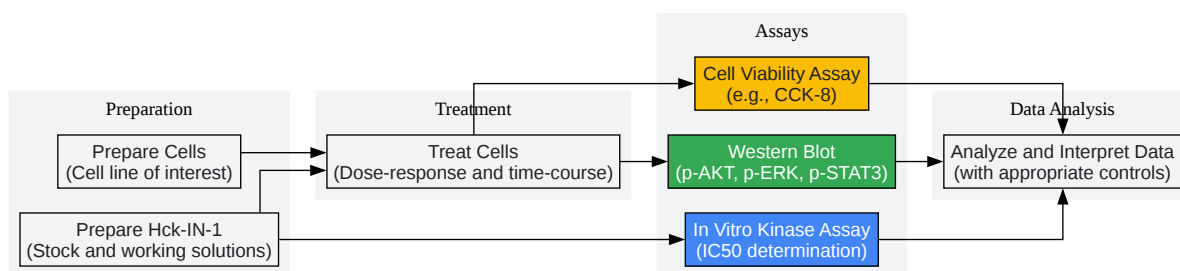 Assays
Cell Viability Assay
(e.g., CCK-8)
Preparation
Treatment
Data Analysis
Prepare Cells
(Cell line of interest)
Treat Cells
(Dose-response and time-course)
Western Blot
(p-AKT, p-ERK, p-STAT3)
Analyze and Interpret Data
(with appropriate controls)
Prepare Hck-IN-1
(Stock and working solutions)
In Vitro Kinase Assay
(IC50 determination)